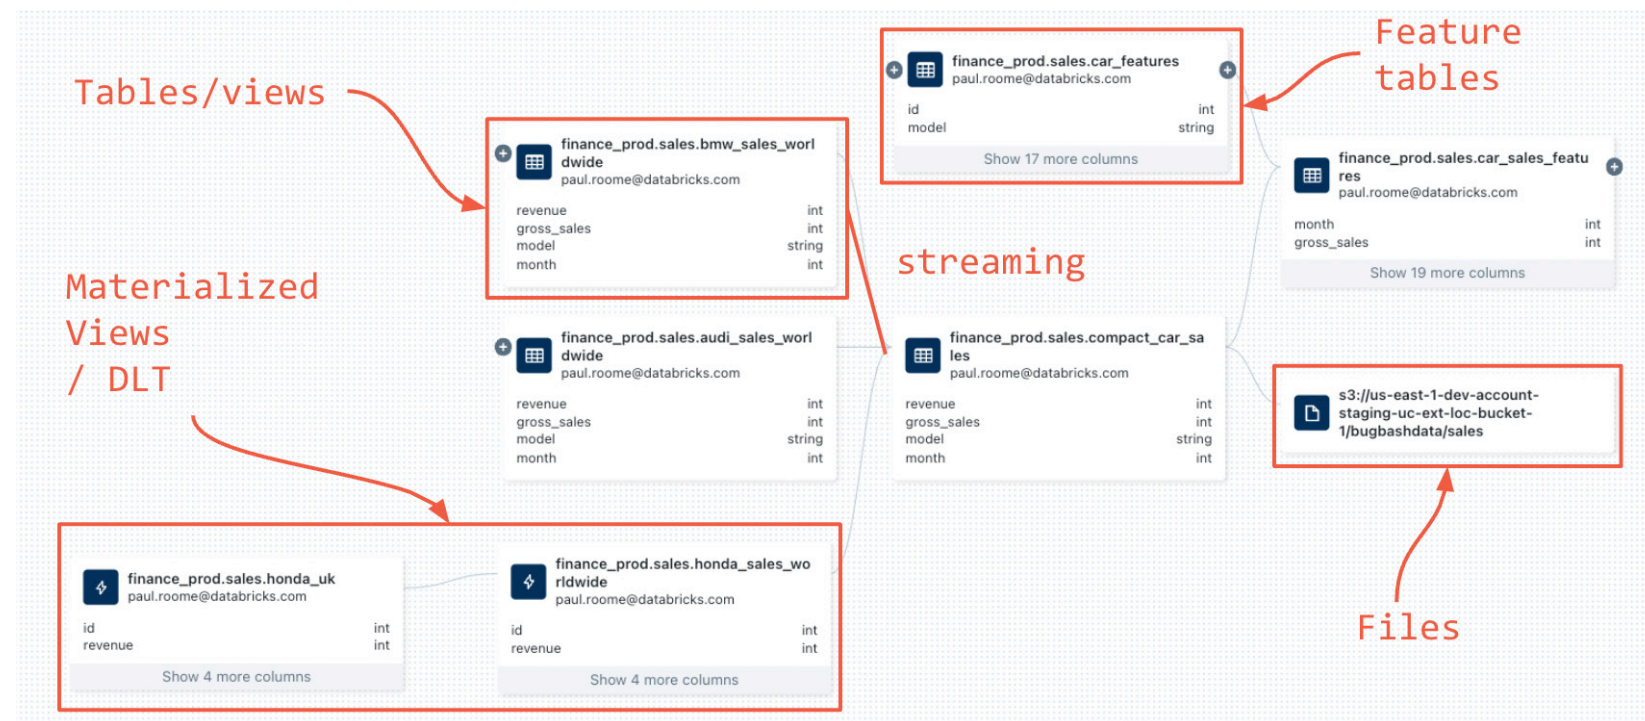 Tables/views
Materialized
Views
/ DLT
finance_prod.sales.bmw_sales_worl
dwide
paul.roome@databricks.com
revenue int
gross_sales int
model string
month int
finance_prod.sales.audi_sales_worl
dwide
paul.roome@databricks.com
revenue int
gross_sales int
model string
month int
finance_prod.sales.honda_uk
paul.roome@databricks.com
id int
revenue int
Show 4 more columns
finance_prod.sales.honda_sales_wo
rldwide
paul.roome@databricks.com
id int
revenue int
Show 4 more columns
finance_prod.sales.car_features
paul.roome@databricks.com
id int
model string
Show 17 more columns
streaming
finance_prod.sales.compact_car_sa
les
paul.roome@databricks.com
revenue int
gross_sales int
model string
month int
Feature
tables
finance_prod.sales.car_sales_featu
res
paul.roome@databricks.com
month int
gross_sales int
Show 19 more columns
s3://us-east-1-dev-account-
staging-uc-ext-loc-bucket-
1/bugbashdata/sales
Files